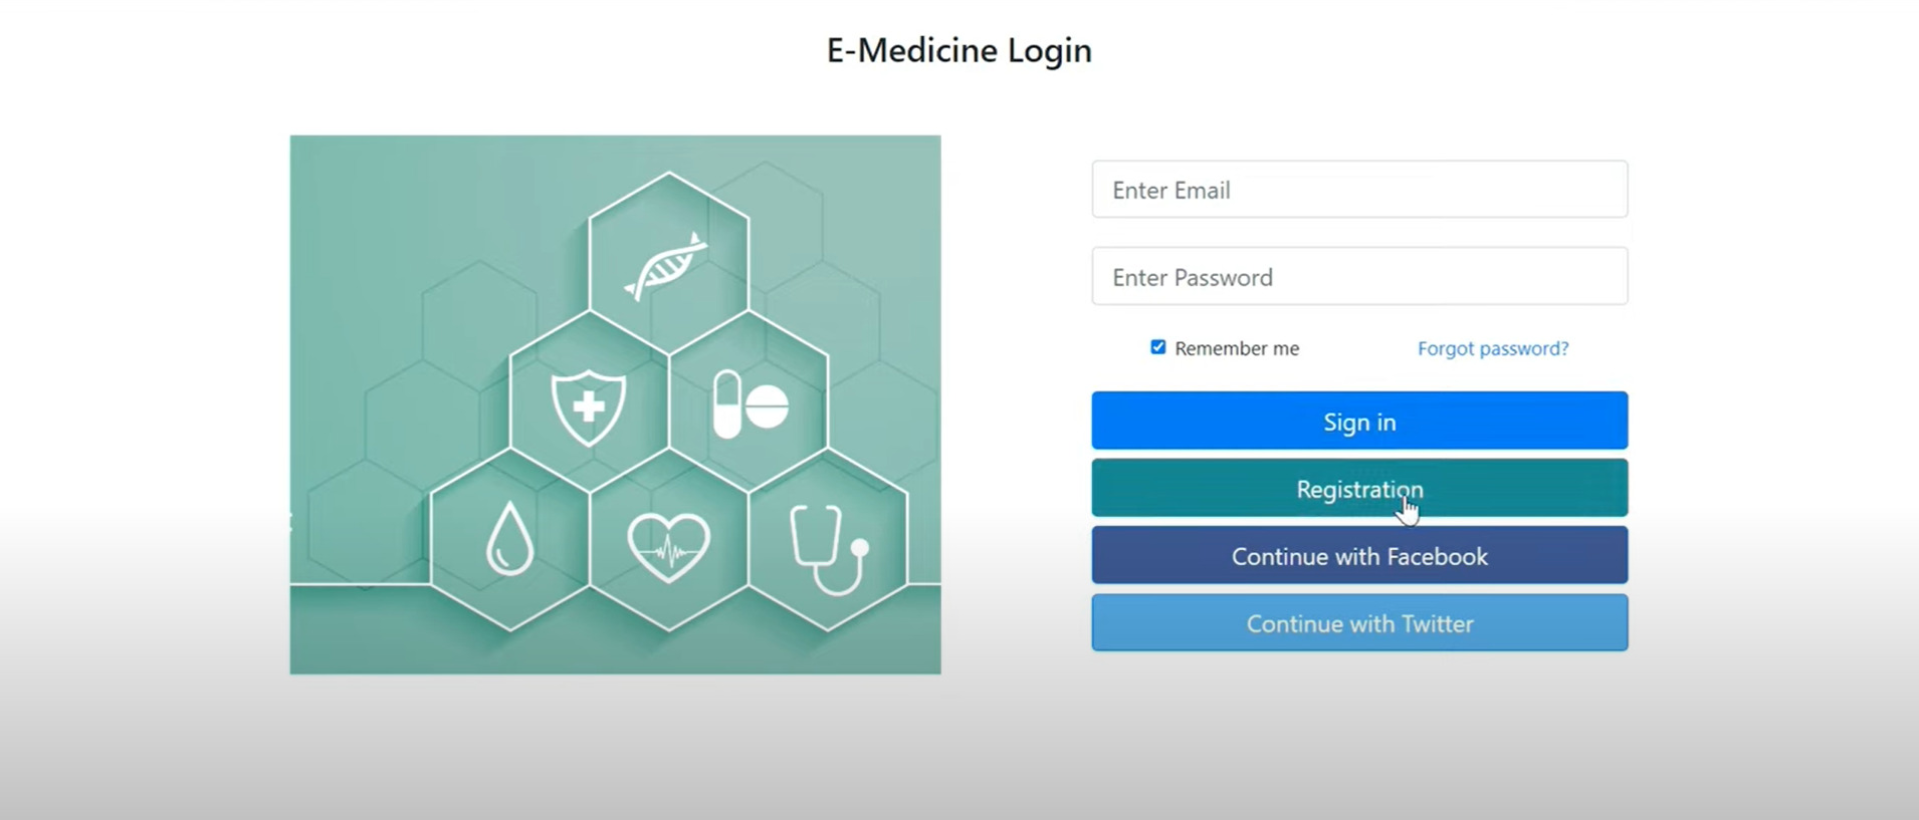 E-Medicine Login
Enter Email
Enter Password
Remember me Forgot password?
Sign in
Registration
Continue with Facebook
Continue with Twitter